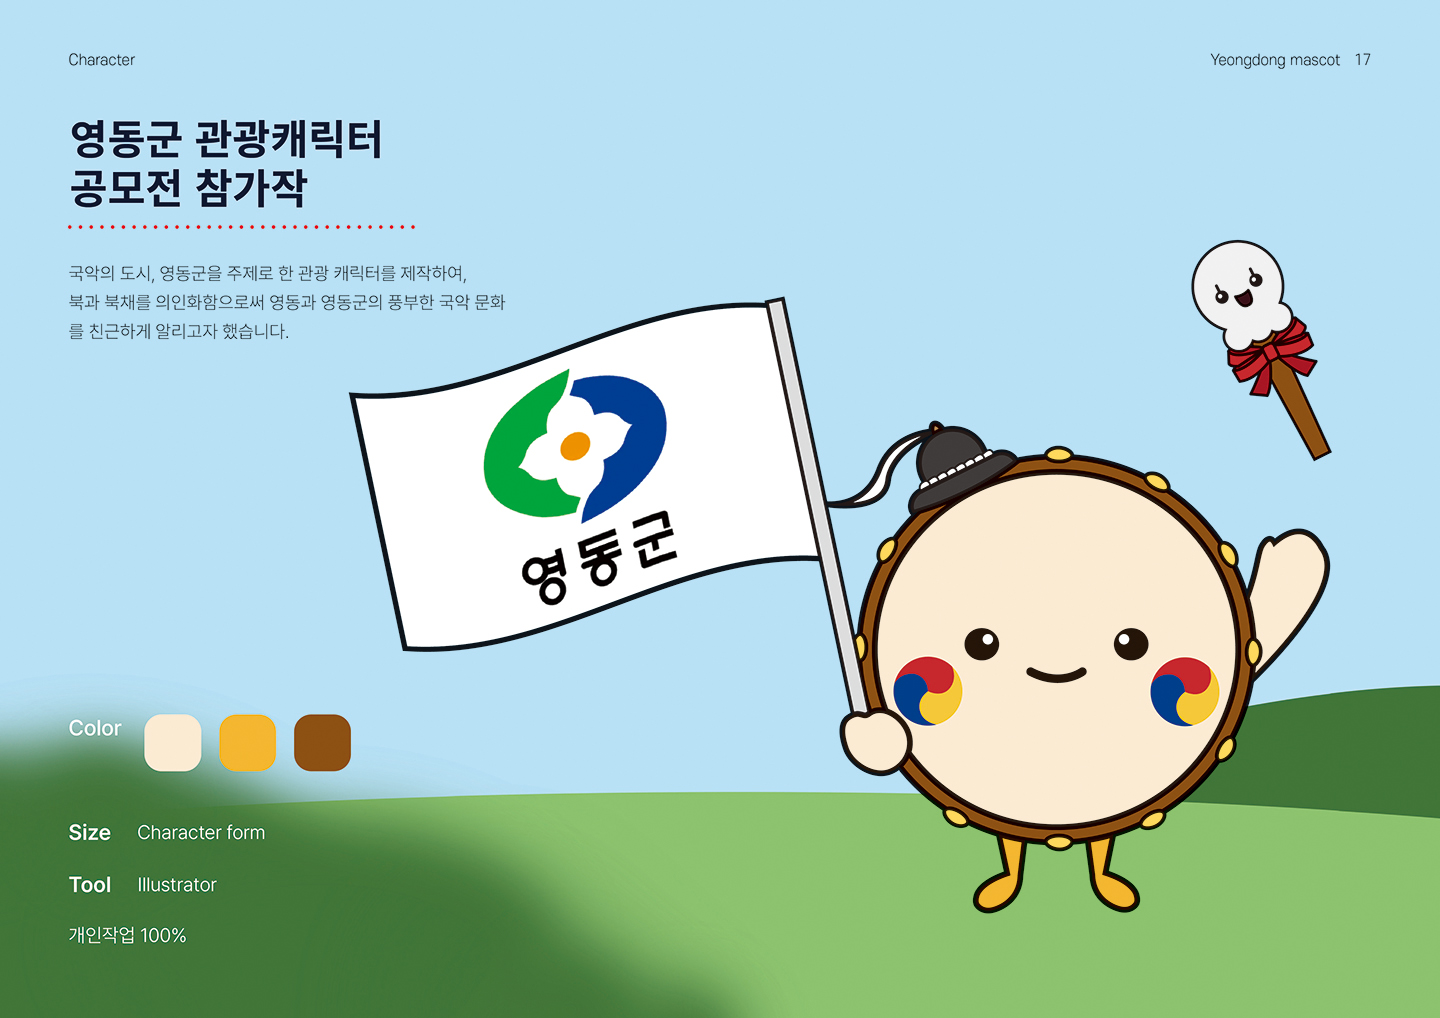 Character
Yeongdong mascot 17
영동군 관광캐릭터
공모전 참가작
국악의 도시, 영동군을 주제로 한 관광 캐릭터를 제작하여,
북과 북채를 의인화함으로써 영동과 영동군의 풍부한 국악 문화
를 친근하게 알리고자 했습니다.
영동군
Color
Size Character form
Tool Illustrator
개인작업 100%